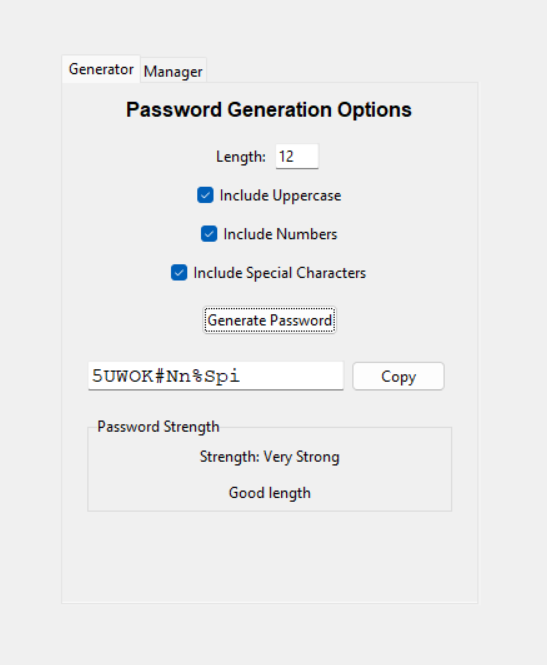 Generator Manager
Password Generation Options
Length: 12
Include Uppercase
Include Numbers
Include Special Characters
Generate Password
5UWOK#Nn%Spi Copy
Password Strength
Strength: Very Strong
Good length